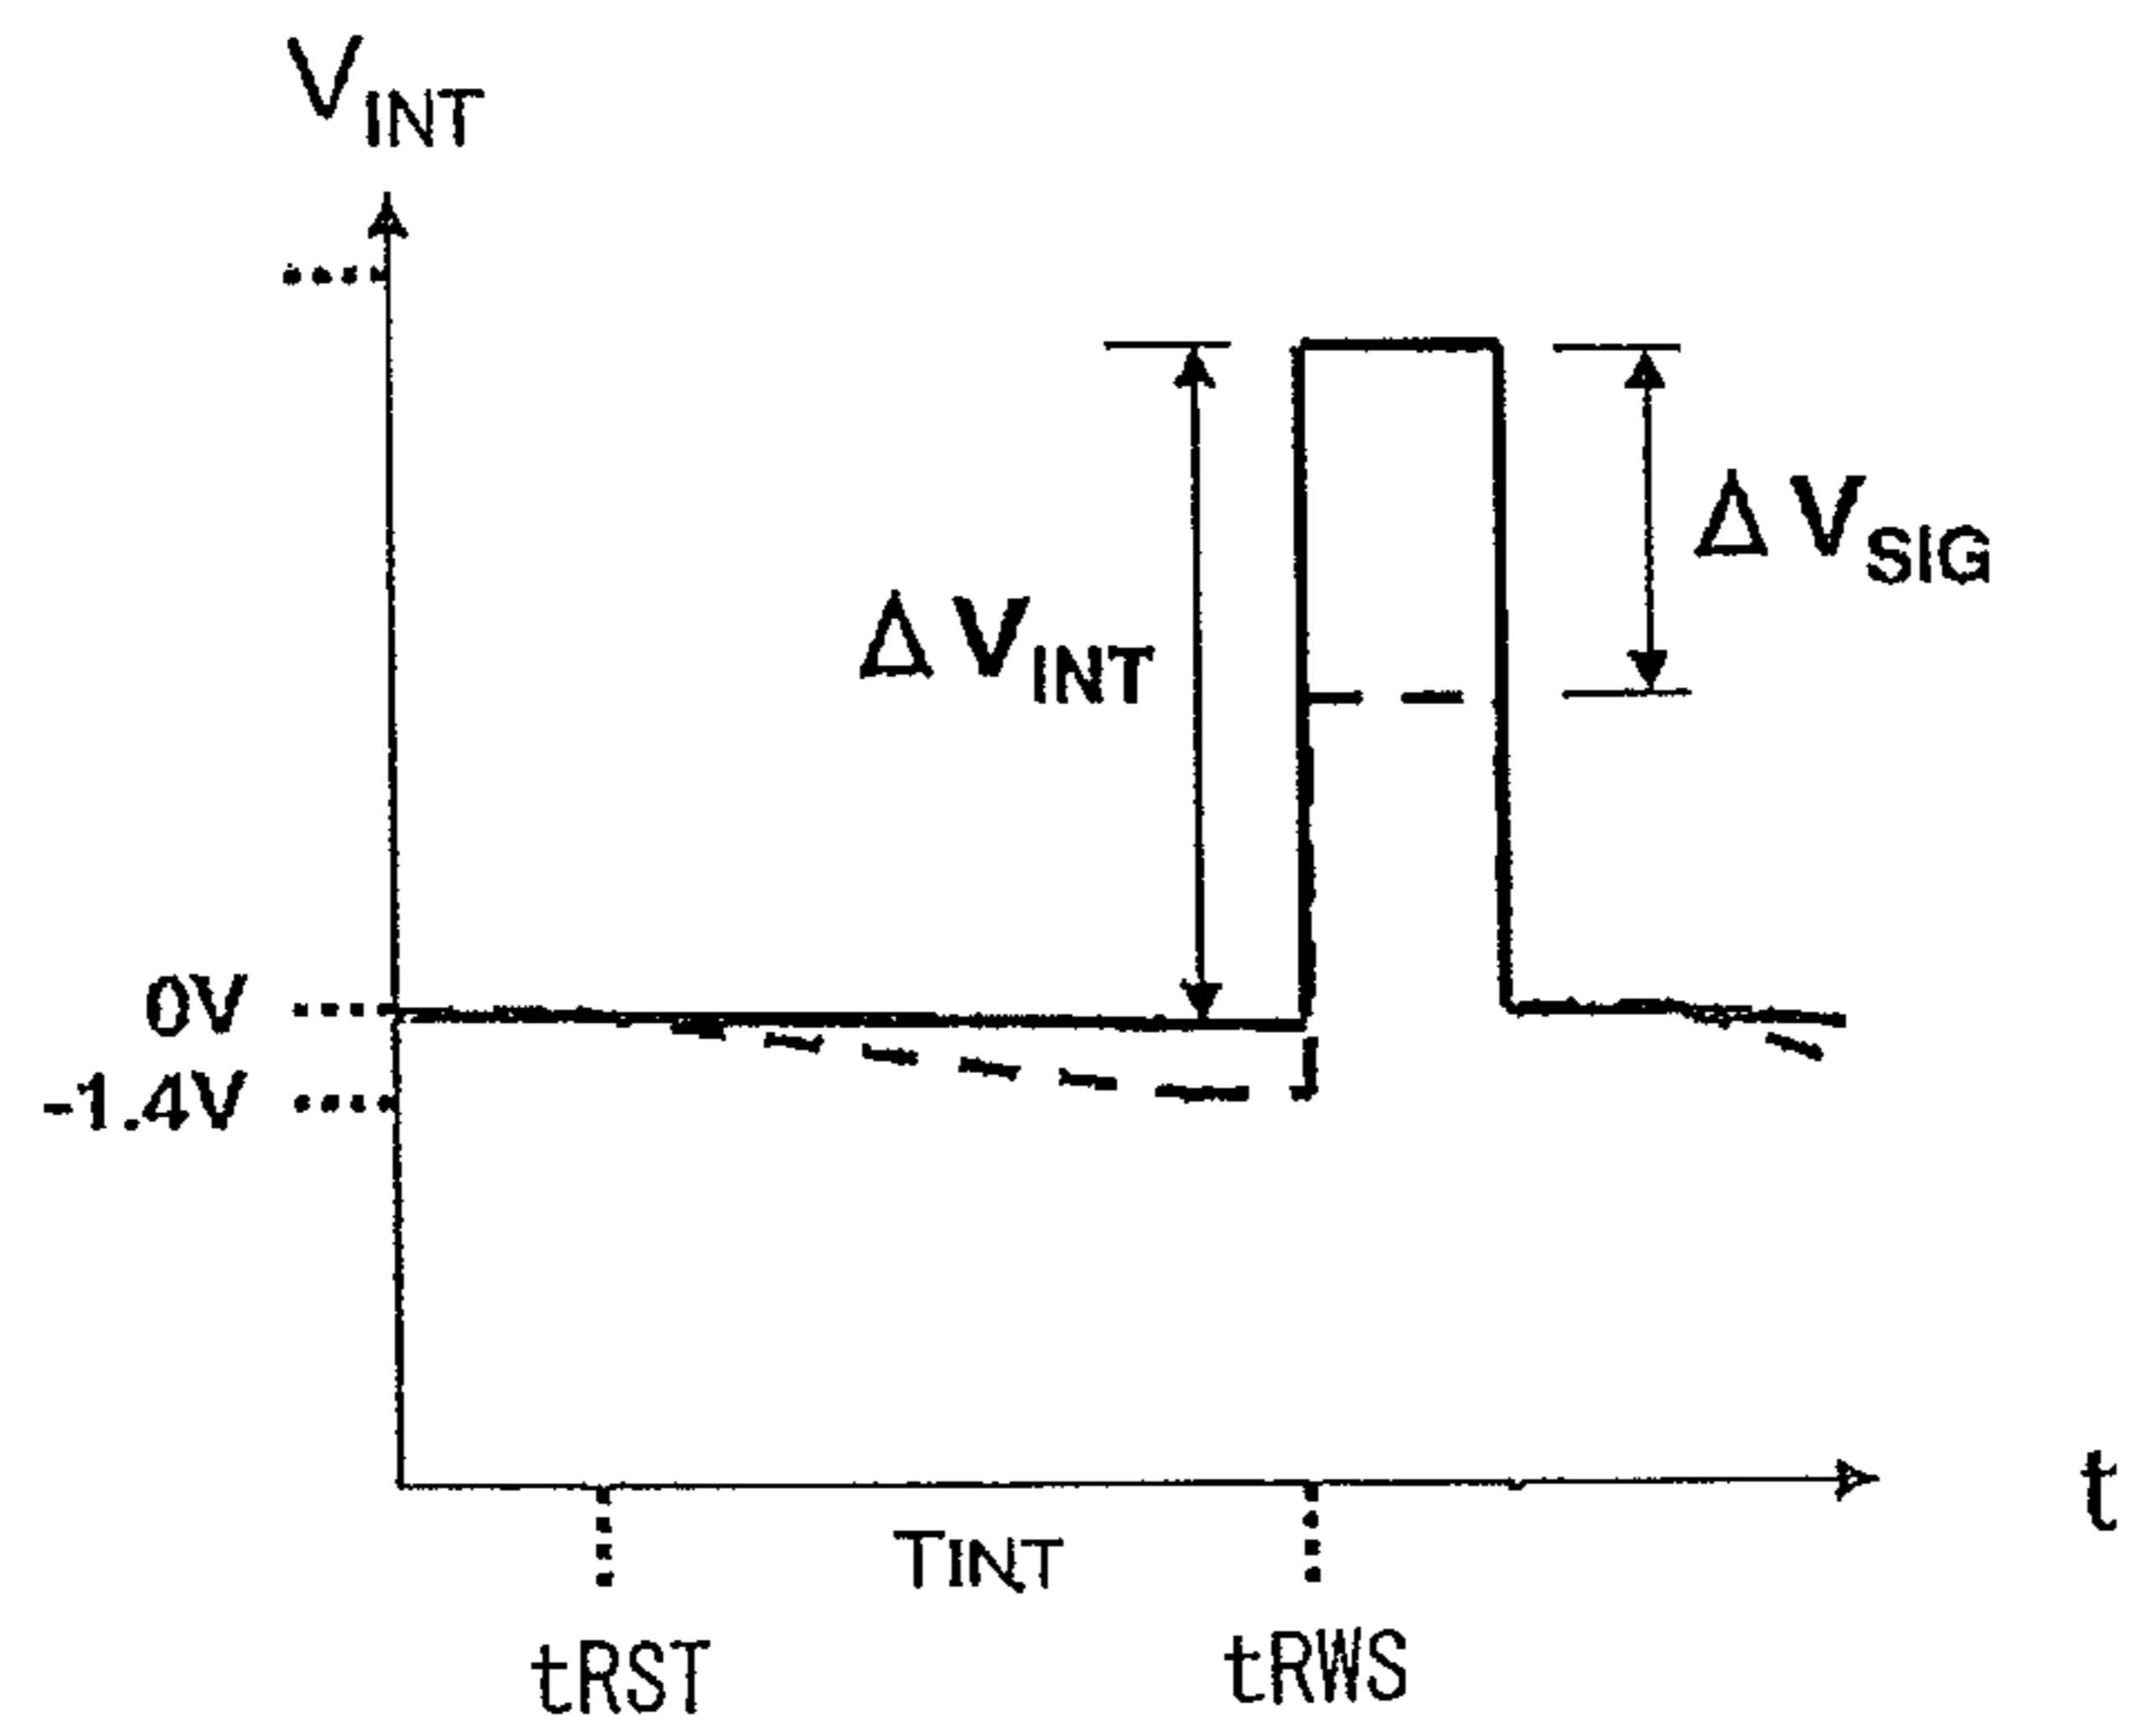 VINT
ΔVSIG
ΔVINT
0V
-1.4V
t
TINT
tRST
tRWS